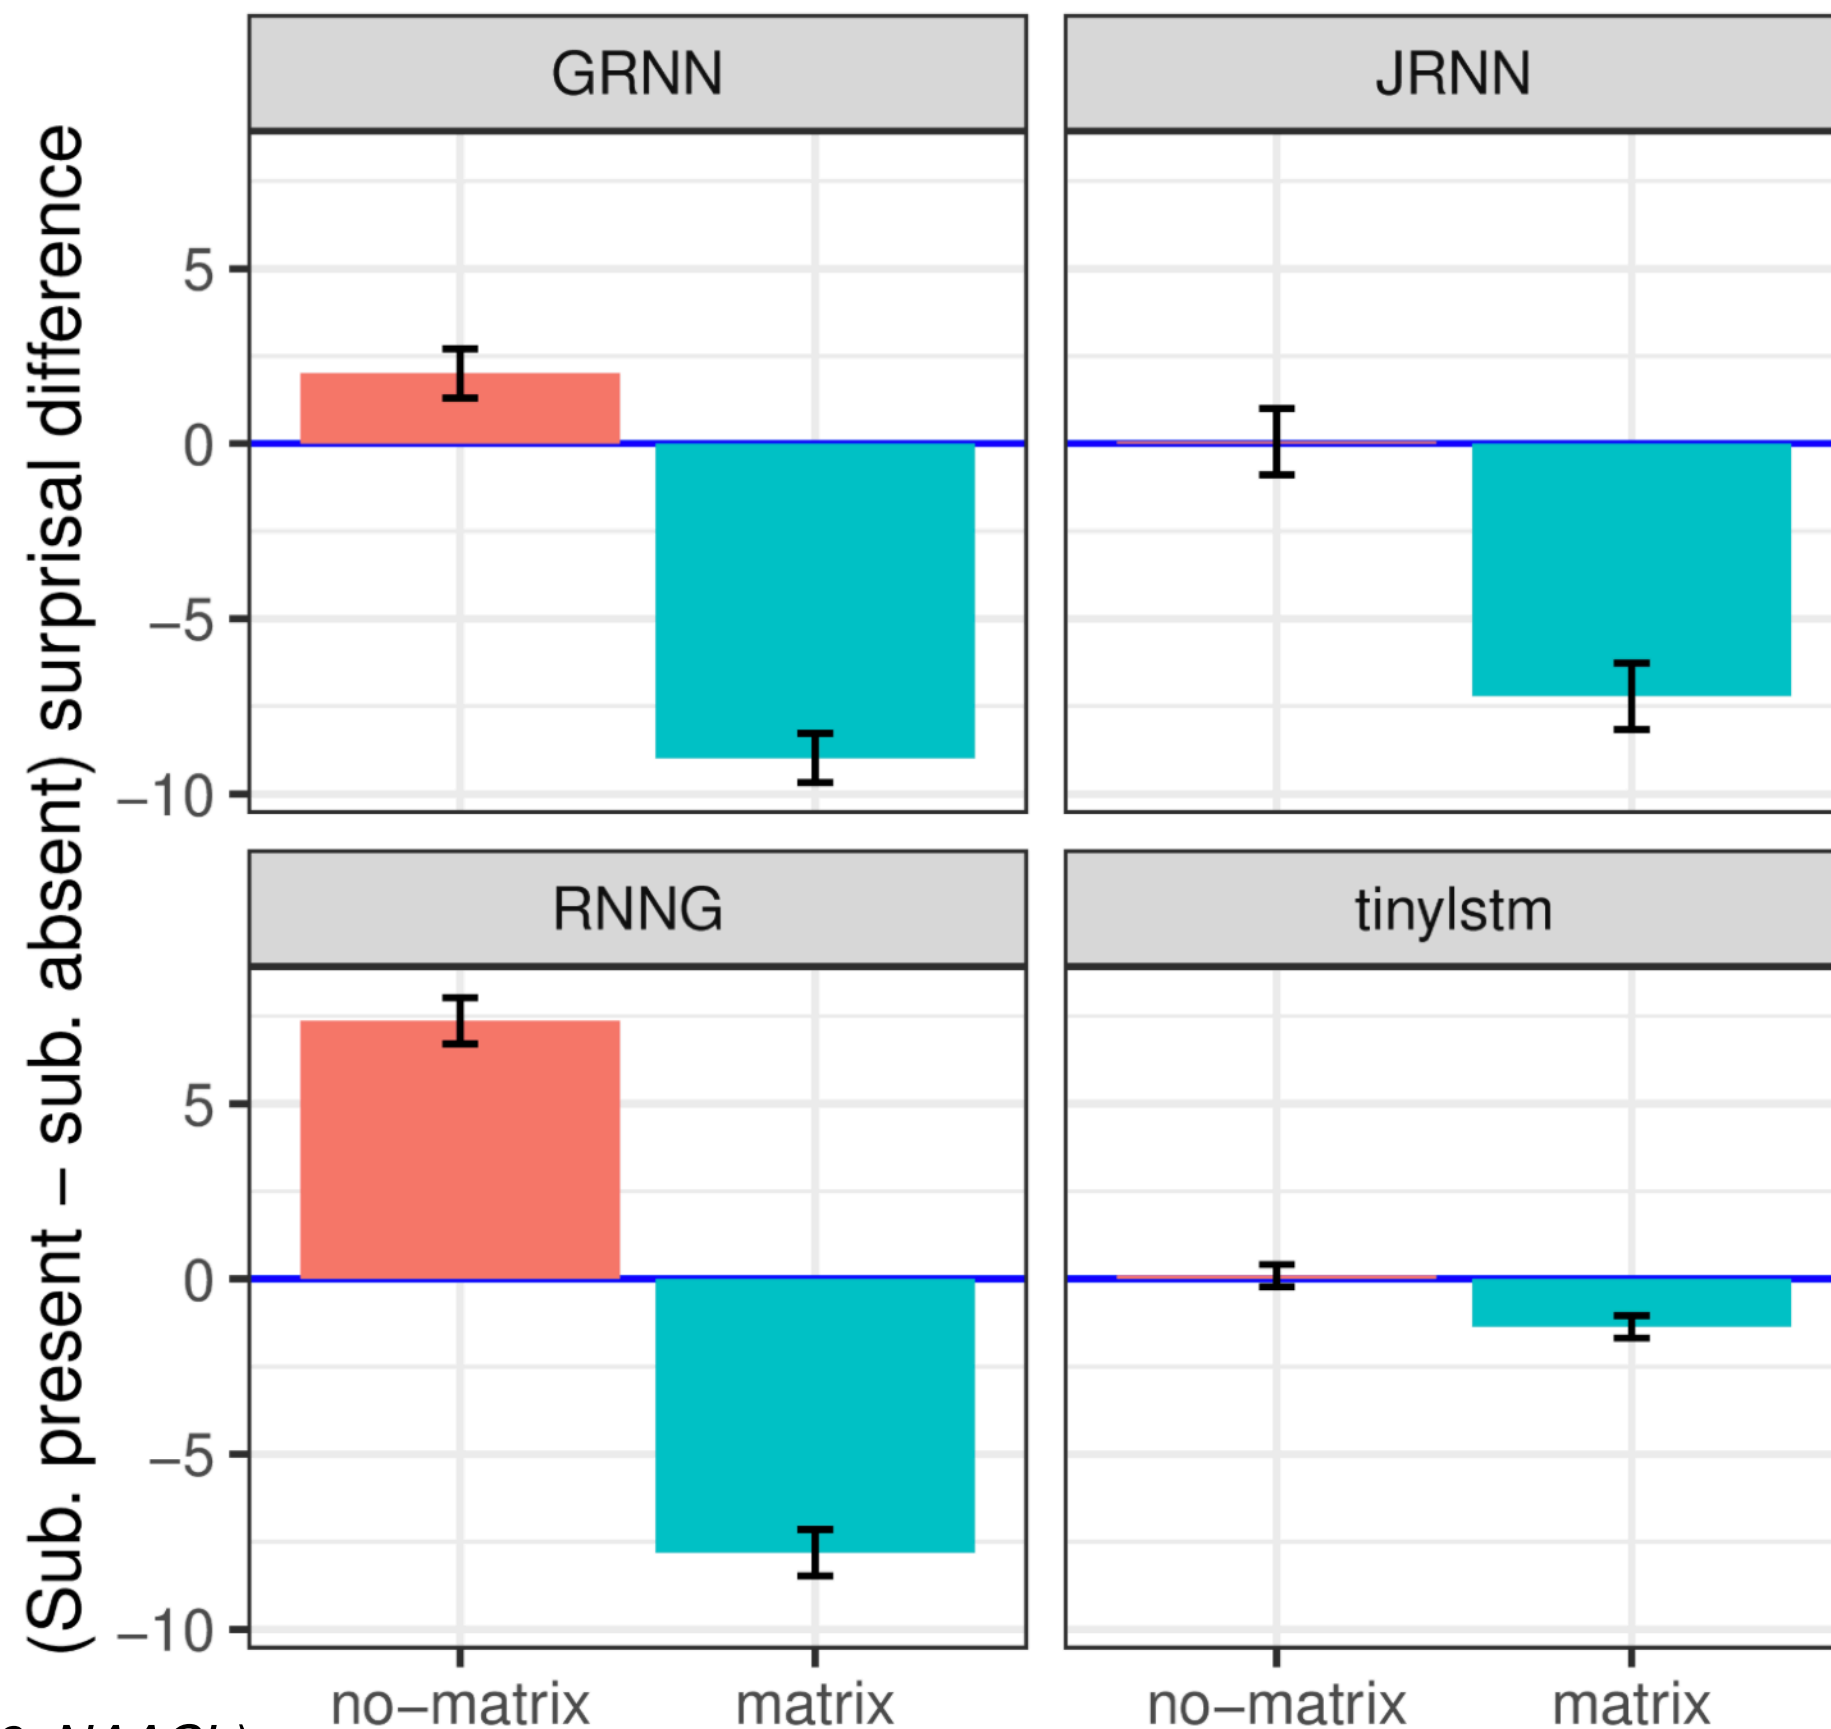 (Sub. present − sub. absent) surprisal difference
GRNN
JRNN
5
0
−5
−10
RNNG
tinylstm
5
0
−5
−10
no−matrix matrix no−matrix matrix
NAACL)